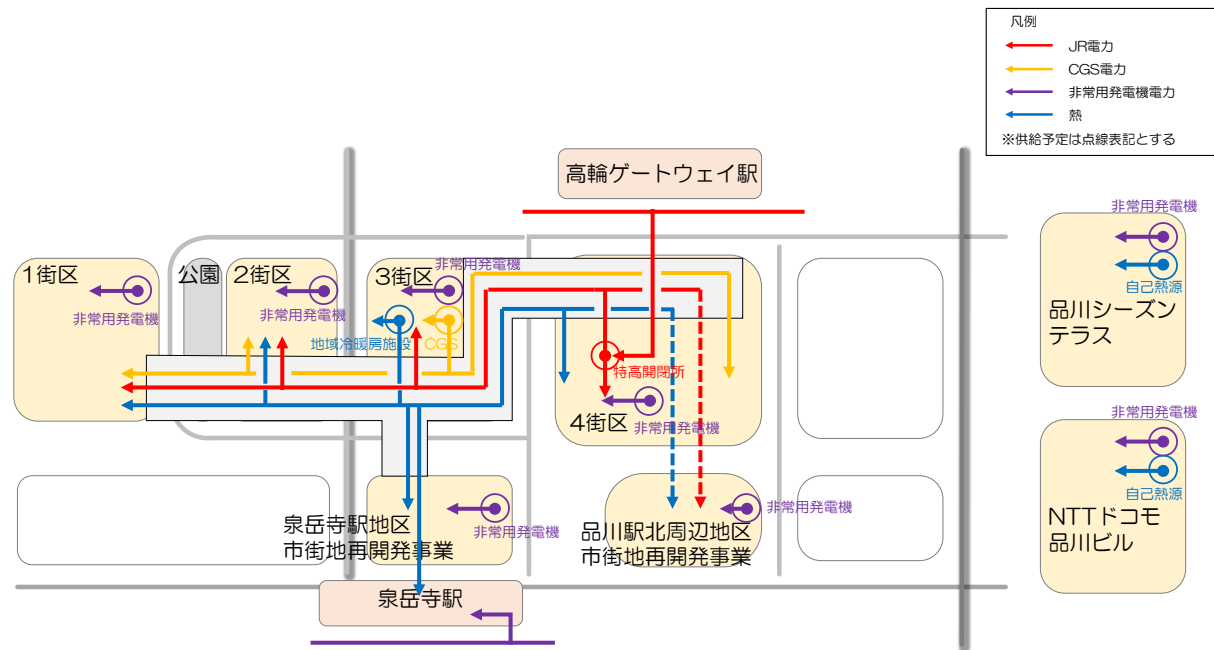 凡例
JR電力
CGS電力
非常用発電機電力
熱
※供給予定は点線表記とする
高輪ゲートウェイ駅
1街区
非常用発電機
公園
2街区
非常用発電機
3街区
非常用発電機
地域冷暖房施設
CGS
特高開閉所
4街区
非常用発電機
非常用発電機
自己熱源
品川シーズン
テラス
非常用発電機
自己熱源
NTTドコモ
品川ビル
泉岳寺駅地区
市街地再開発事業
非常用発電機
品川駅北周辺地区
市街地再開発事業
非常用発電機
泉岳寺駅